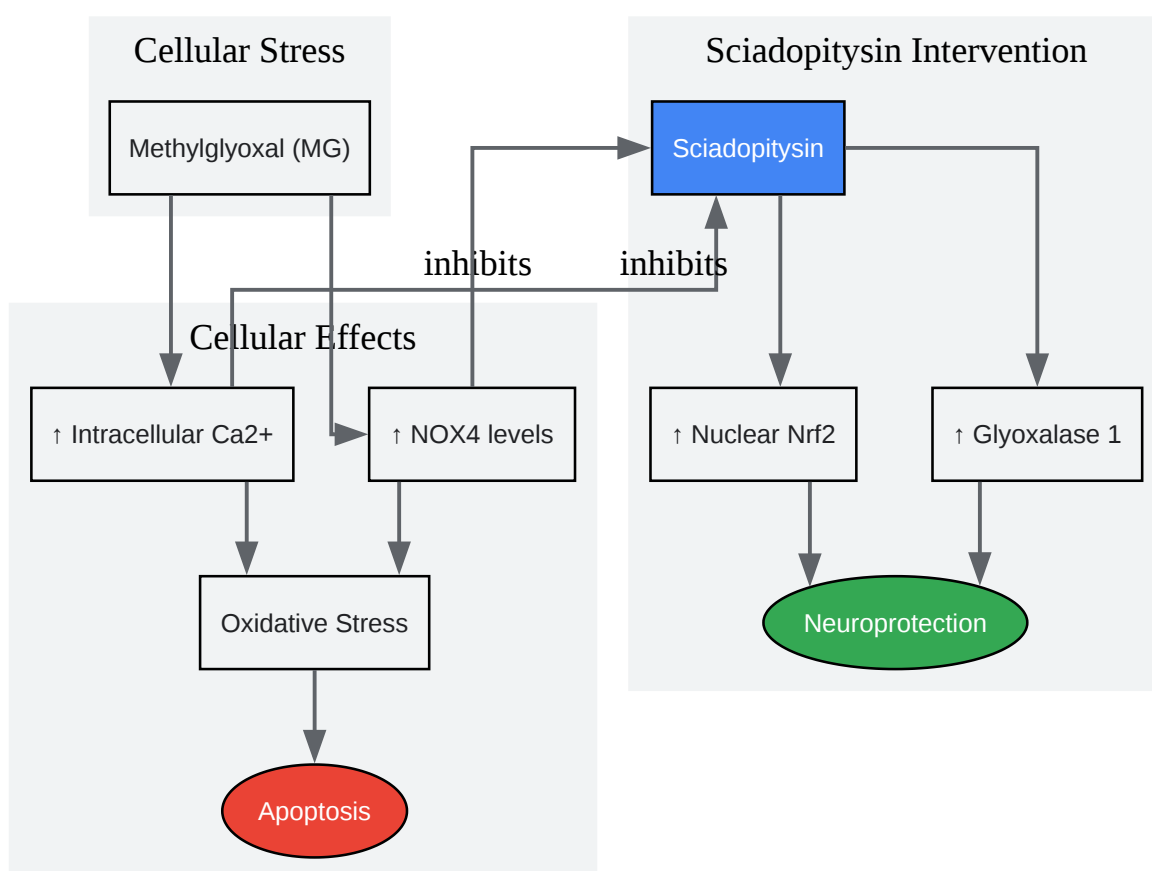 Cellular Stress
Sciadopitysin Intervention
Methylglyoxal (MG)
Sciadopitysin
inhibits
inhibits
Cellular Effects
↑ Intracellular Ca2+
↑ NOX4 levels
↑ Nuclear Nrf2
↑ Glyoxalase 1
Oxidative Stress
Neuroprotection
Apoptosis